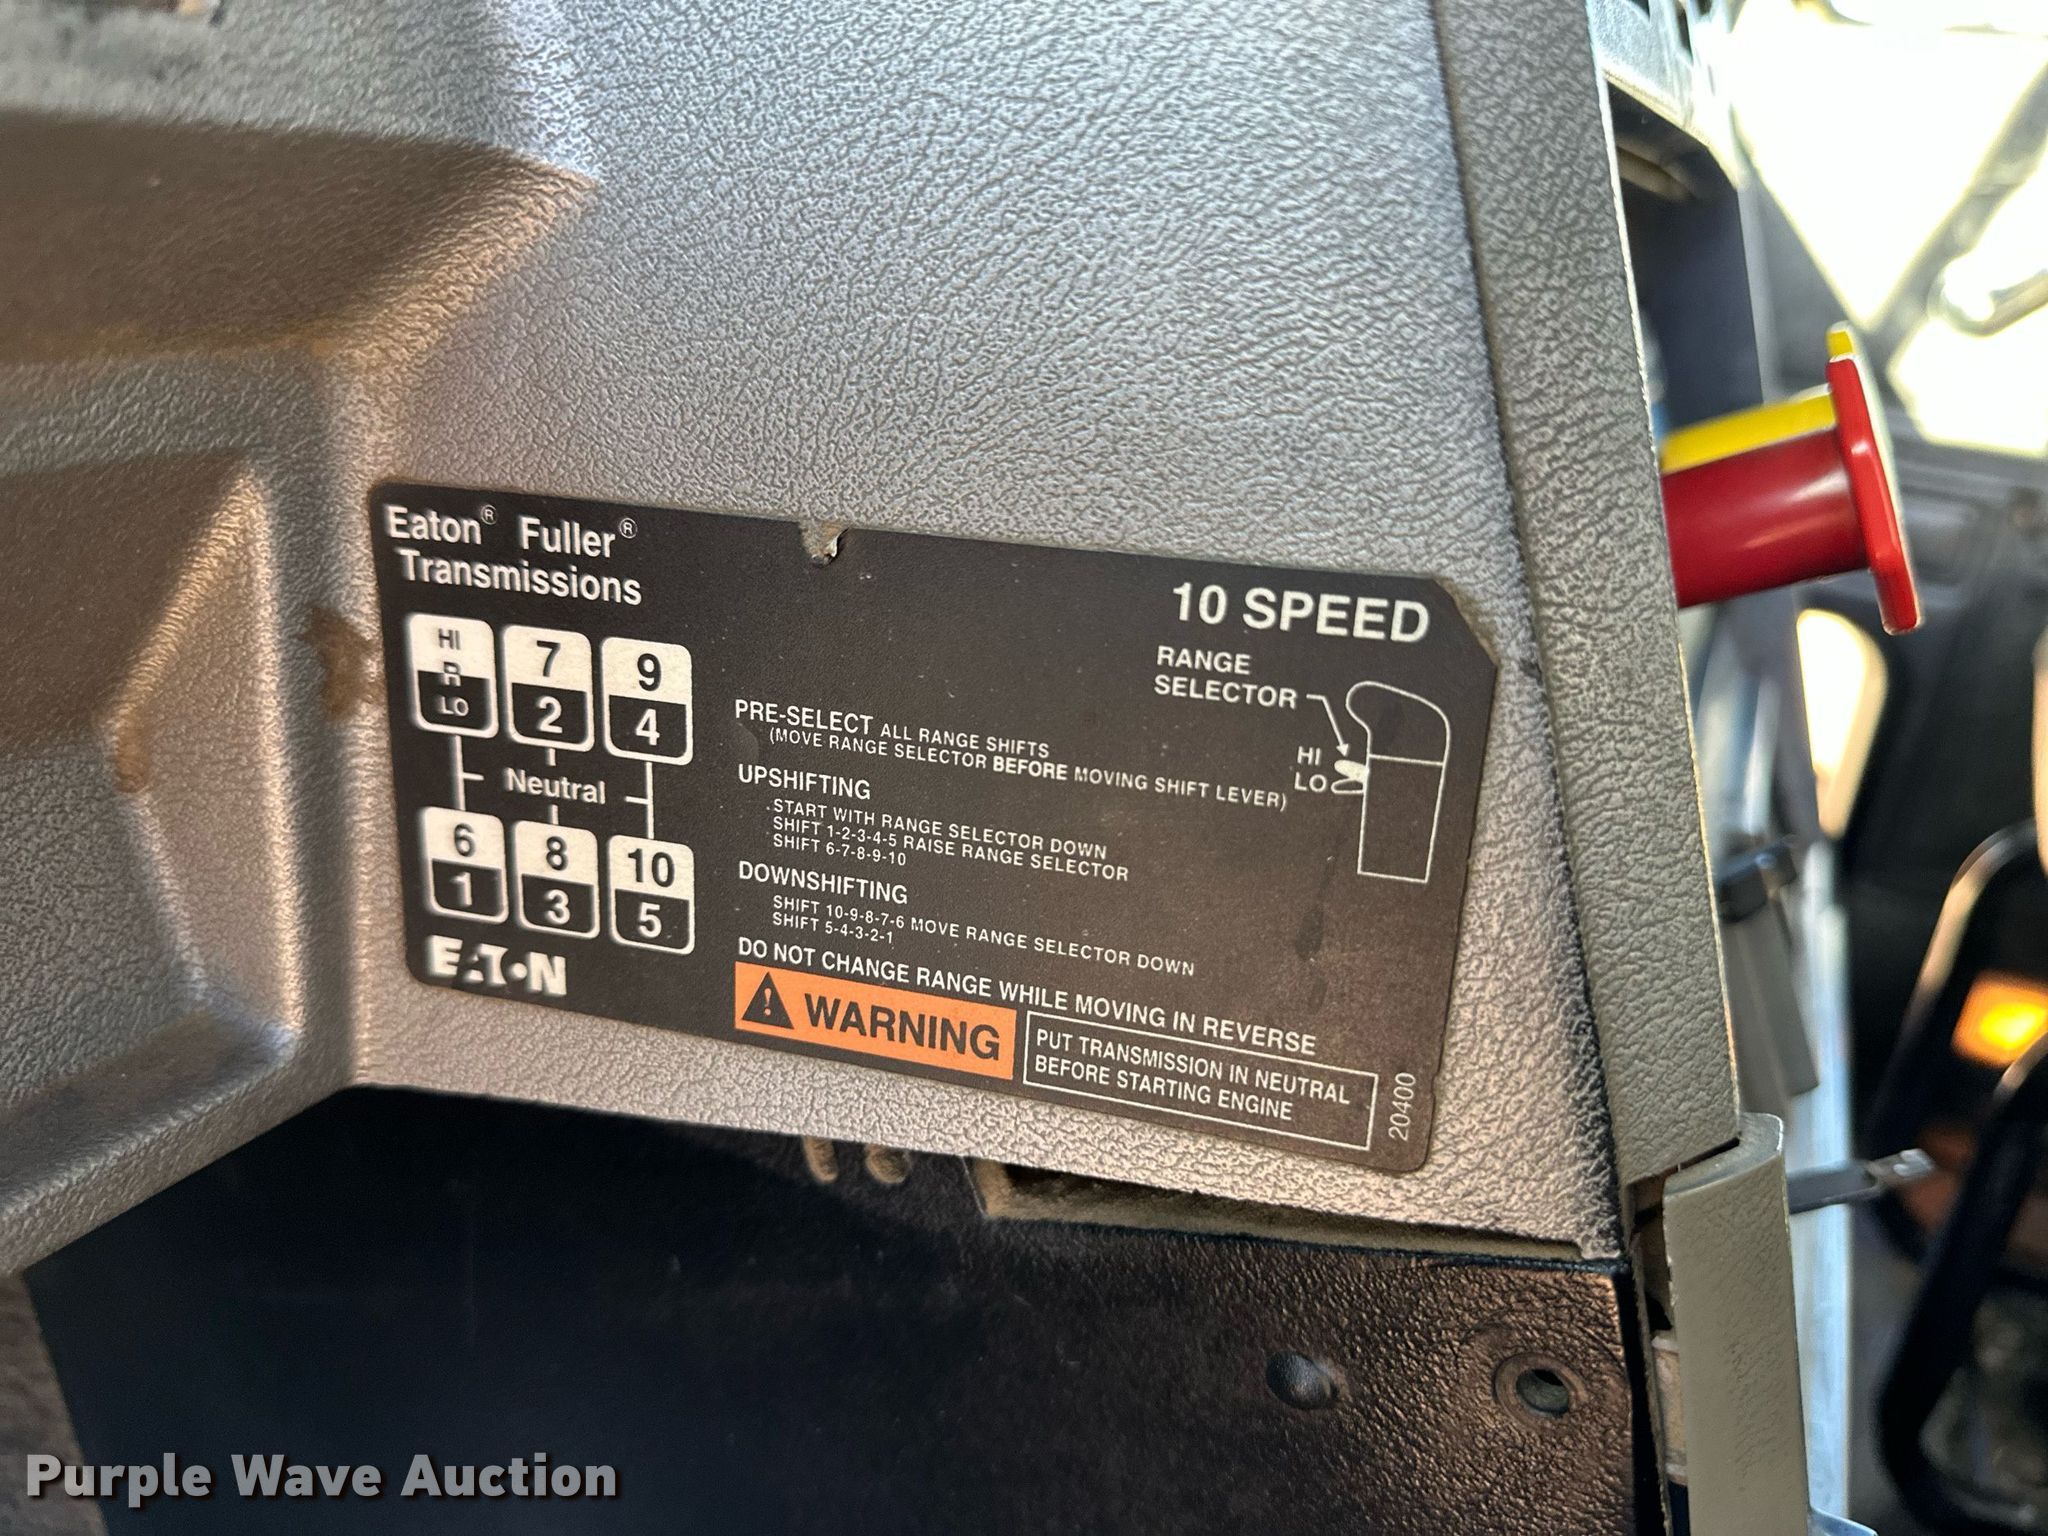 Eaton® Fuller®
Transmissions
10 SPEED
RANGE
SELECTOR
HI
LO
HI
R
LO
7
2
9
4
Neutral
6
1
8
3
10
5
EATON
PRE-SELECT ALL RANGE SHIFTS
(MOVE RANGE SELECTOR BEFORE MOVING SHIFT LEVER)
UPSHIFTING
START WITH RANGE SELECTOR DOWN
SHIFT 1-2-3-4-5 RAISE RANGE SELECTOR
SHIFT 6-7-8-9-10
DOWNSHIFTING
SHIFT 10-9-8-7-6 MOVE RANGE SELECTOR DOWN
SHIFT 5-4-3-2-1
DO NOT CHANGE RANGE WHILE MOVING IN REVERSE
WARNING
PUT TRANSMISSION IN NEUTRAL
BEFORE STARTING ENGINE
20400
Purple Wave Auction